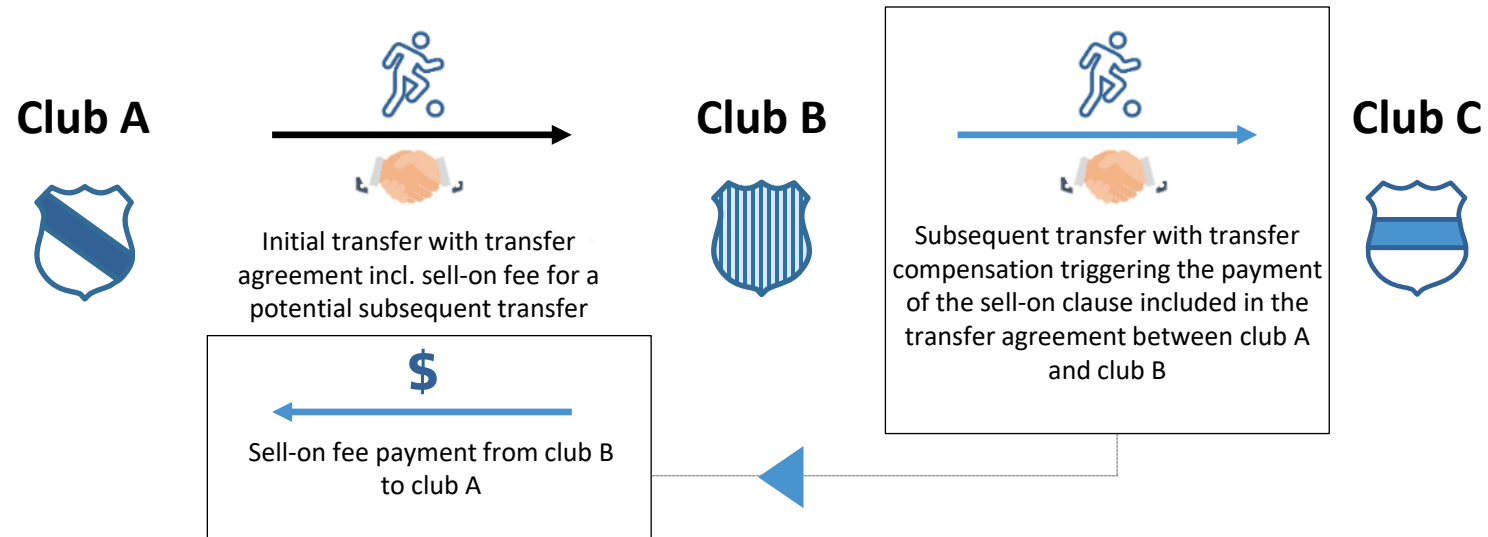 Club A
Initial transfer with transfer
agreement incl. sell-on fee for a
potential subsequent transfer
$
Sell-on fee payment from club B
to club A
Club B
Subsequent transfer with transfer
compensation triggering the payment
of the sell-on clause included in the
transfer agreement between club A
and club B
Club C